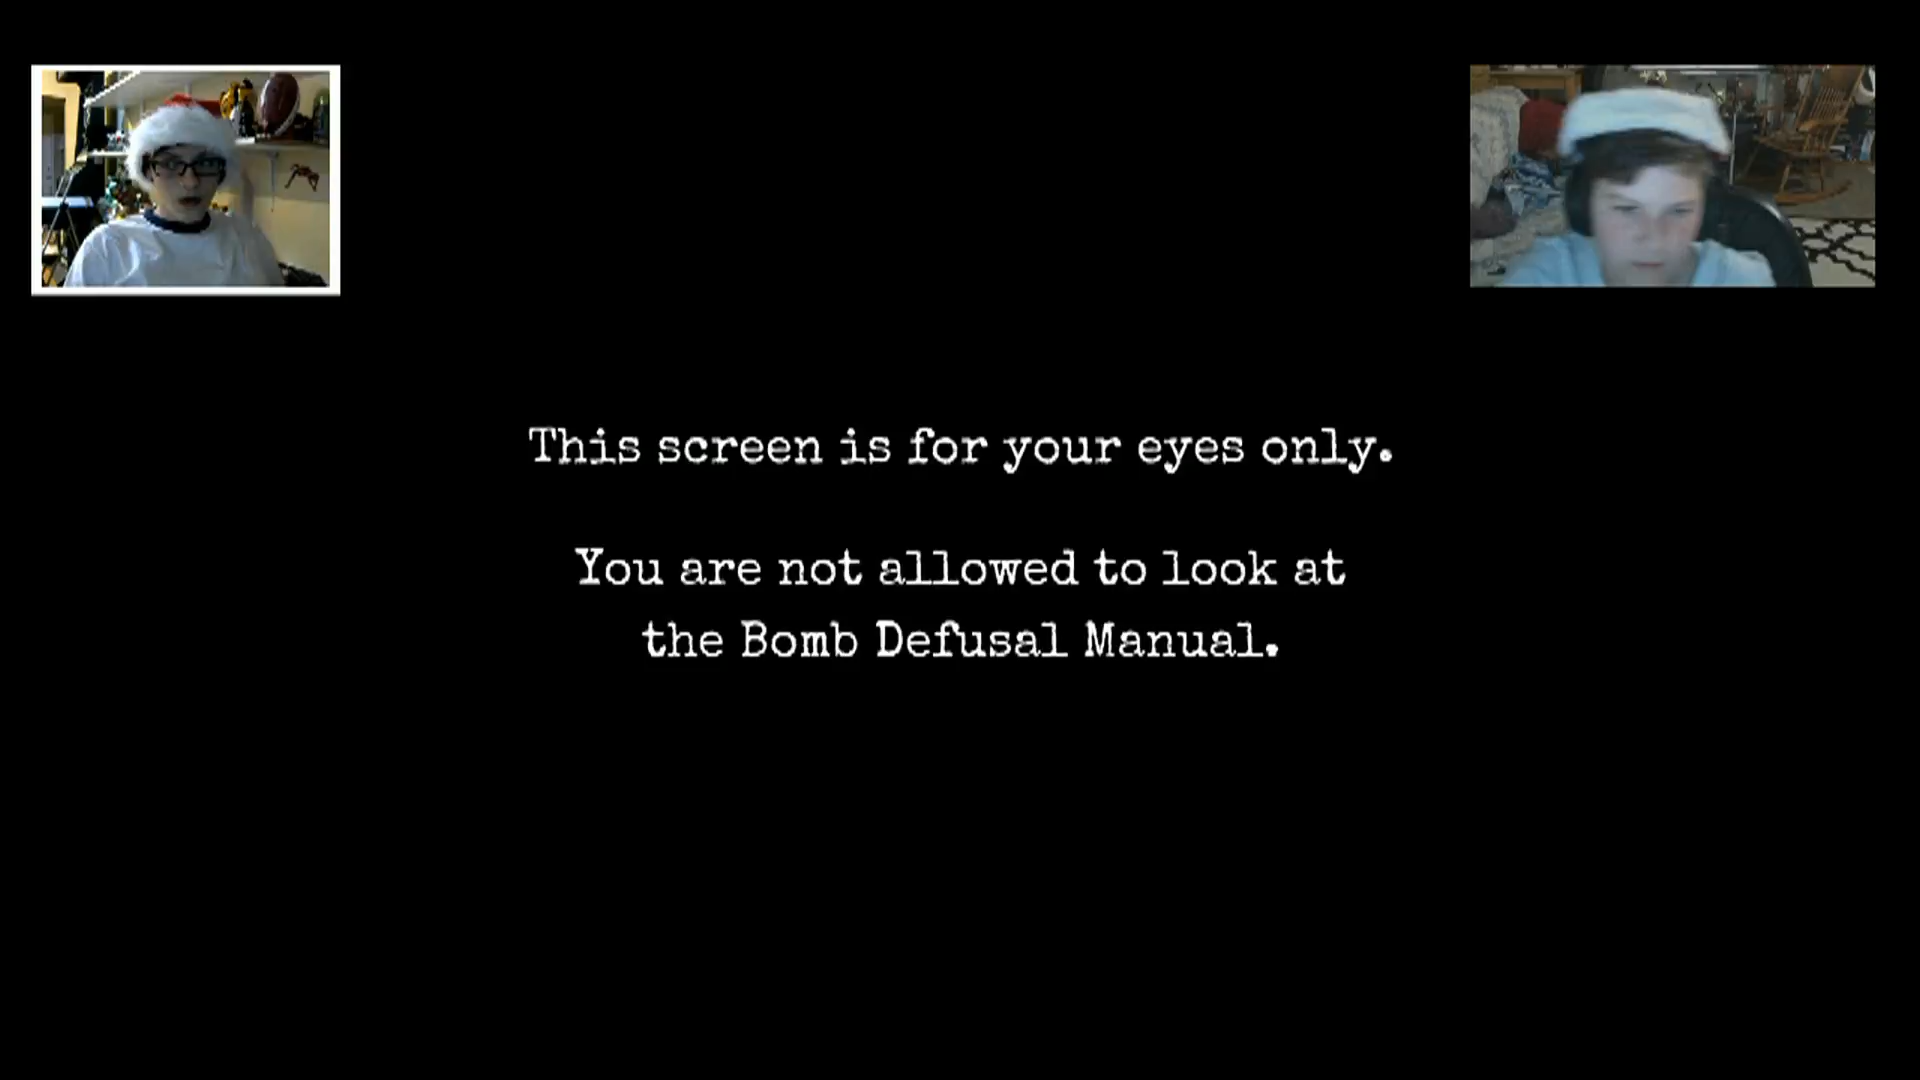 This screen is for your eyes only.
You are not allowed to look at
the Bomb Defusal Manual.